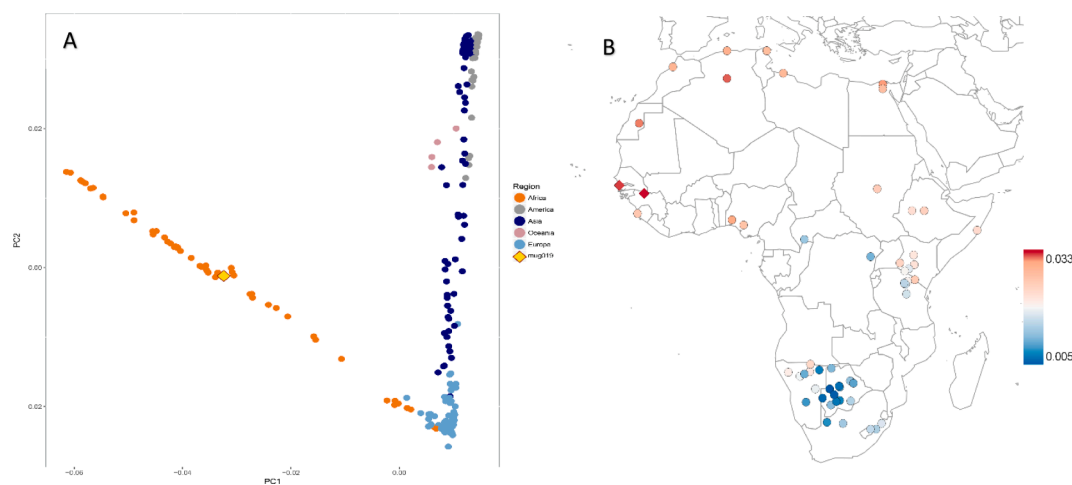 A
B
0.02
0.00
0.02
PC2
−0.06
−0.04
−0.02
0.00
PC1
Region
Africa
America
Asia
Oceania
Europe
mug019
0.033
0.005